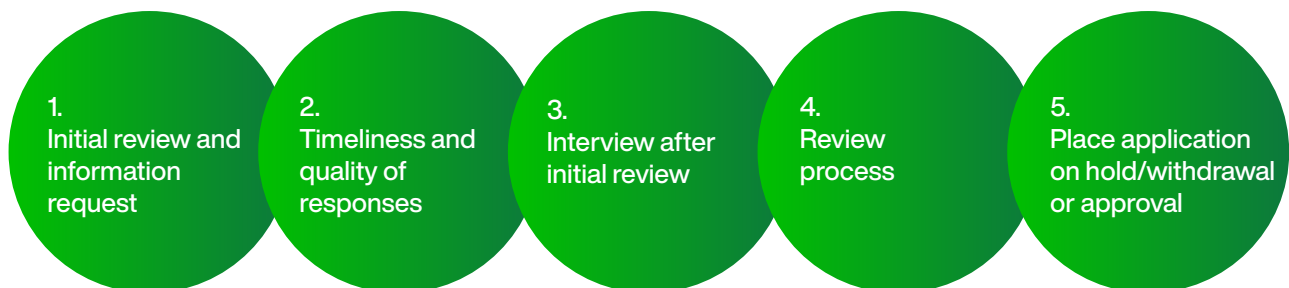 1.
Initial review and
information
request
2.
Timeliness and
quality of
responses
3.
Interview after
initial review
4.
Review
process
5.
Place application
on hold/withdrawal
or approval